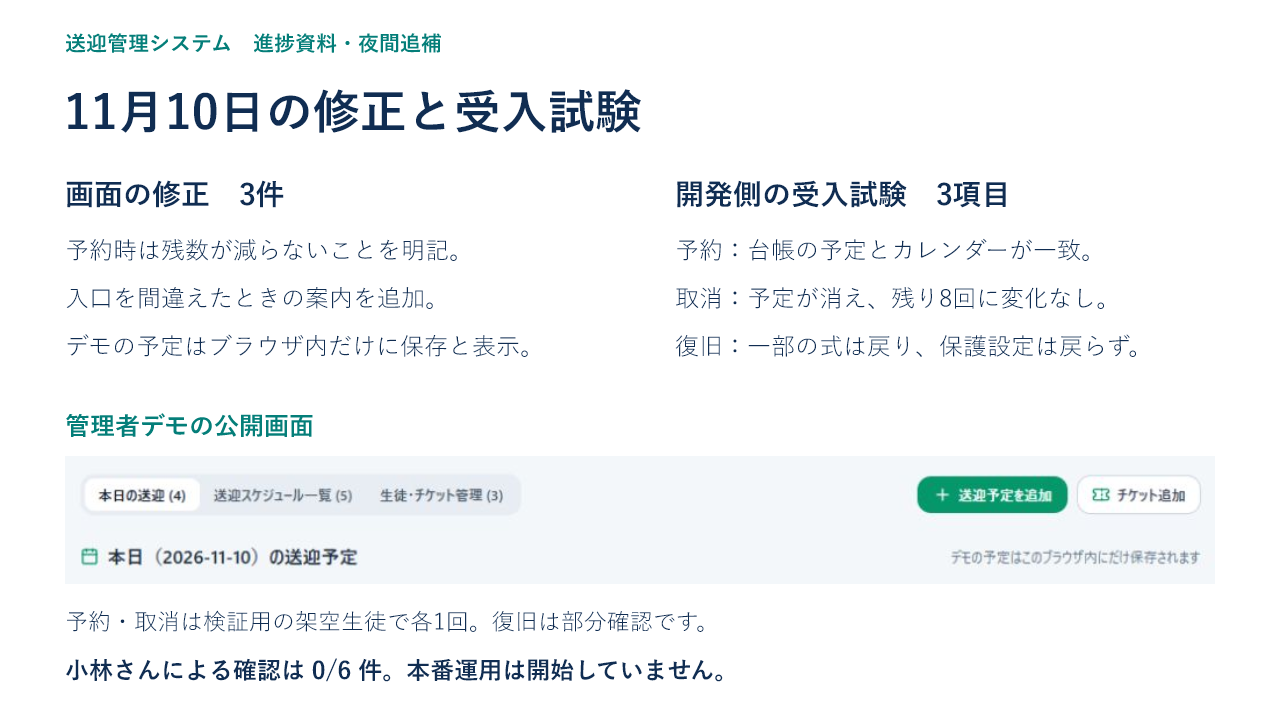 送迎管理システム　進捗資料・夜間追補
11月10日の修正と受入試験
画面の修正　3件
予約時は残数が減らないことを明記。
入口を間違えたときの案内を追加。
デモの予定はブラウザ内だけに保存と表示。
開発側の受入試験　3項目
予約：台帳の予定とカレンダーが一致。
取消：予定が消え、残り8回に変化なし。
復旧：一部の式は戻り、保護設定は戻らず。
管理者デモの公開画面
本日の送迎 (4)　送迎スケジュール一覧 (5)　生徒・チケット管理 (3)　＋ 送迎予定を追加　チケット追加
本日（2026-11-10）の送迎予定　デモの予定はこのブラウザ内にだけ保存されます
予約・取消は検証用の架空生徒で各1回。復旧は部分確認です。
小林さんによる確認は 0/6 件。本番運用は開始していません。